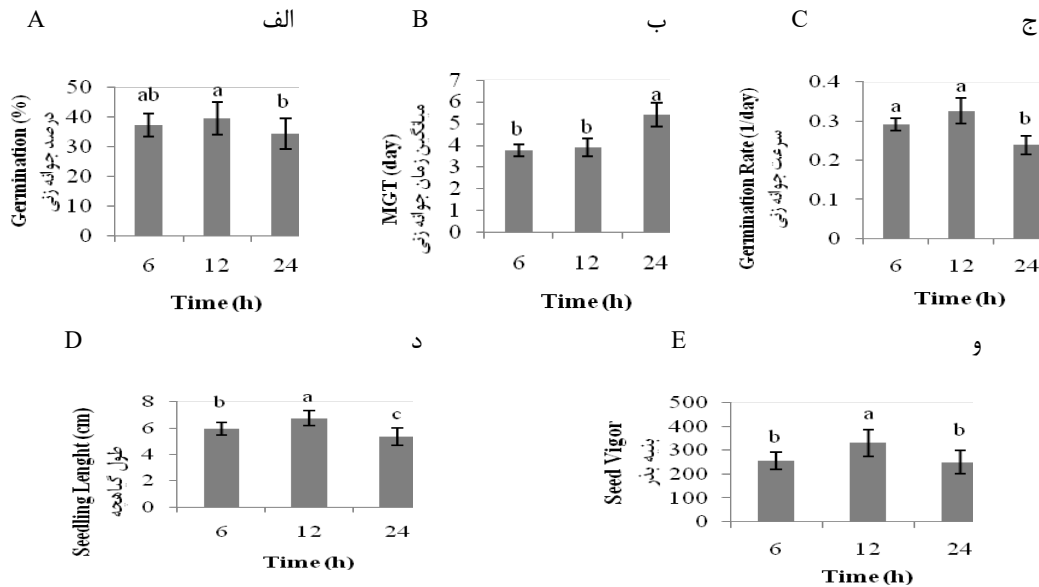 A الف
Germination (%)
درصد جوانه زنی
50
40
30
20
10
0
ab a b
6 12 24
Time (h)
B ب
MGT (day)
میانگین زمان جوانه زنی
7
6
5
4
3
2
1
0
b b a
6 12 24
Time (h)
C ج
Germination Rate (1/day)
سرعت جوانه زنی
0.4
0.3
0.2
0.1
0
a a b
6 12 24
Time (h)
D د
Seedling Lenght (cm)
طول گیاهچه
8
6
4
2
0
b a c
6 12 24
Time (h)
E و
Seed Vigor
بنیه بذر
500
400
300
200
100
0
b a b
6 12 24
Time (h)